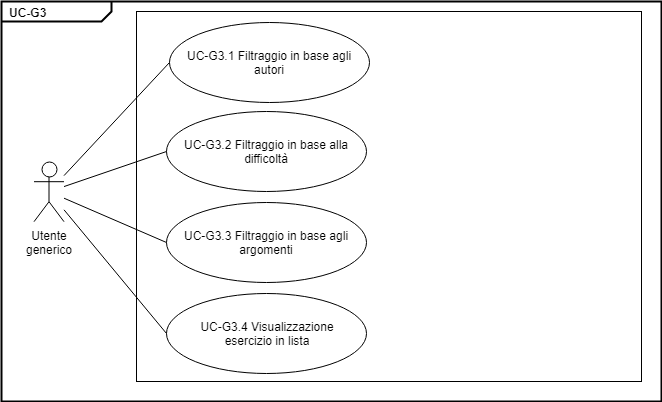 UC-G3
UC-G3.1 Filtraggio in base agli
autori
UC-G3.2 Filtraggio in base alla
difficoltà
UC-G3.3 Filtraggio in base agli
argomenti
UC-G3.4 Visualizzazione
esercizio in lista
Utente
generico